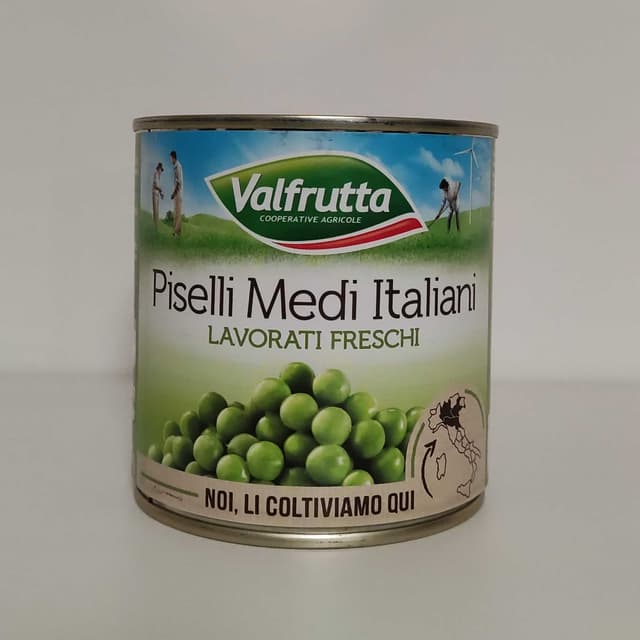 Valfrutta
COOPERATIVE AGRICOLE
Piselli Medi Italiani
LAVORATI FRESCHI
NOI, LI COLTIVIAMO QUI